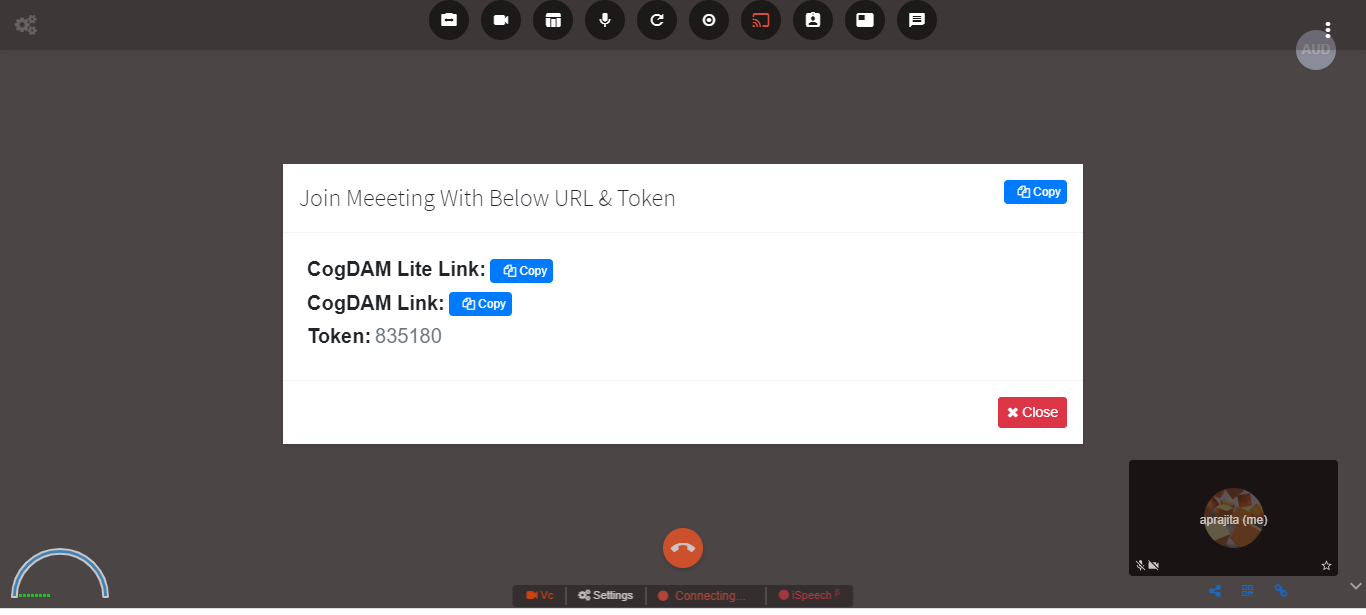 AUD
Join Meeeting With Below URL & Token
Copy
CogDAM Lite Link: Copy
CogDAM Link: Copy
Token: 835180
Close
aprajita (me)
Vc Settings Connecting... iSpeech